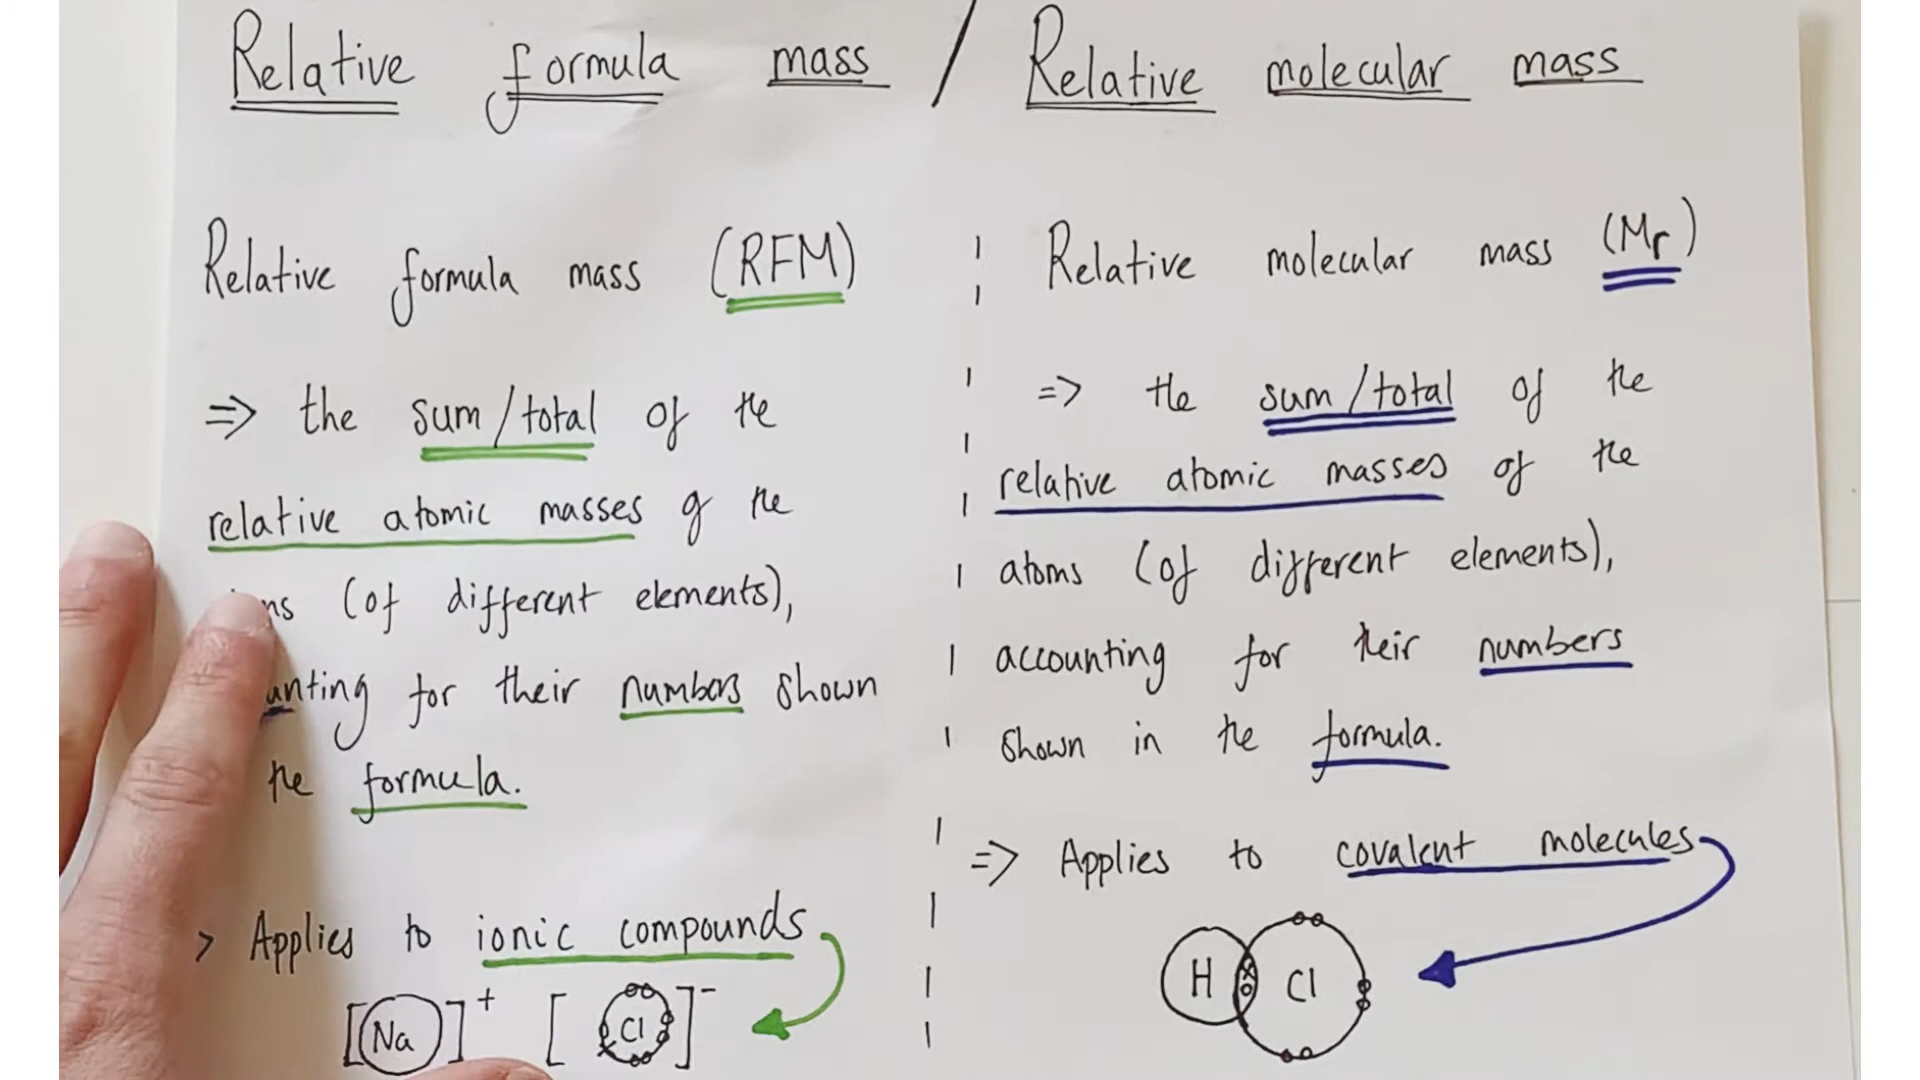 Relative formula mass / Relative molecular mass
Relative formula mass (RFM)
=> the sum/total of the
relative atomic masses of the
(of different elements),
for their numbers shown
the formula.
> Applies to ionic compounds
[Na]+ [Cl]-
Relative molecular mass (Mr)
=> the sum/total of the
relative atomic masses of the
atoms (of different elements),
accounting for their numbers
shown in the formula.
=> Applies to covalent molecules
H Cl